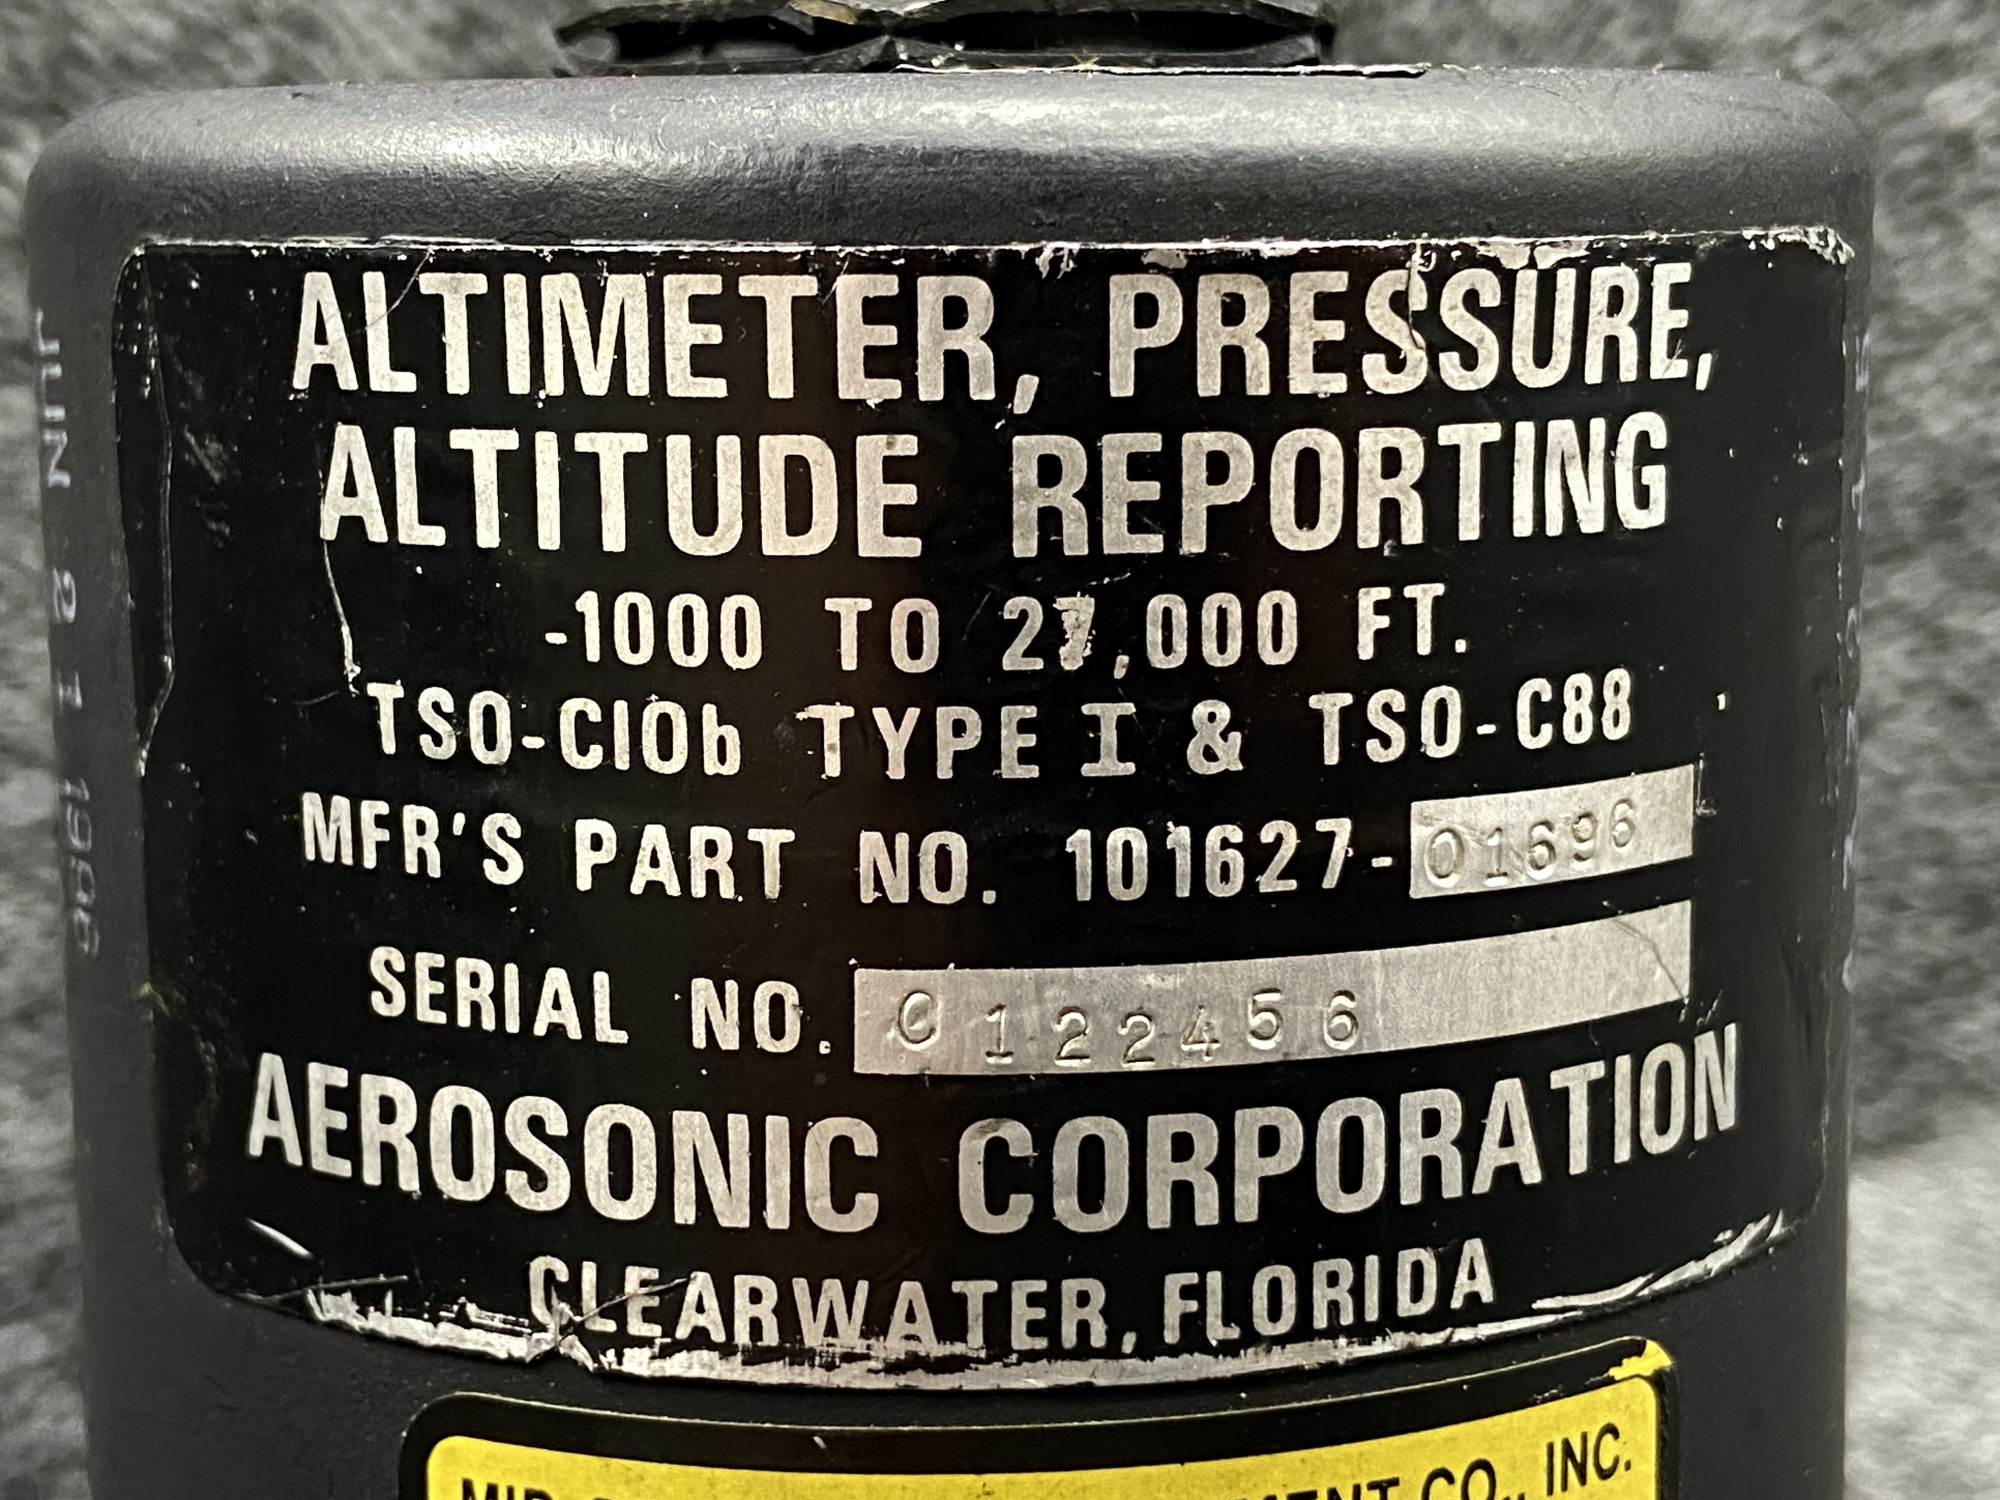 ALTIMETER, PRESSURE,
ALTITUDE REPORTING
-1000 TO 27,000 FT.
TSO-C10b TYPE I & TSO-C88
MFR'S PART NO. 101627-01696
SERIAL NO. 0122456
AEROSONIC CORPORATION
CLEARWATER, FLORIDA
CO., INC.
JUN 21